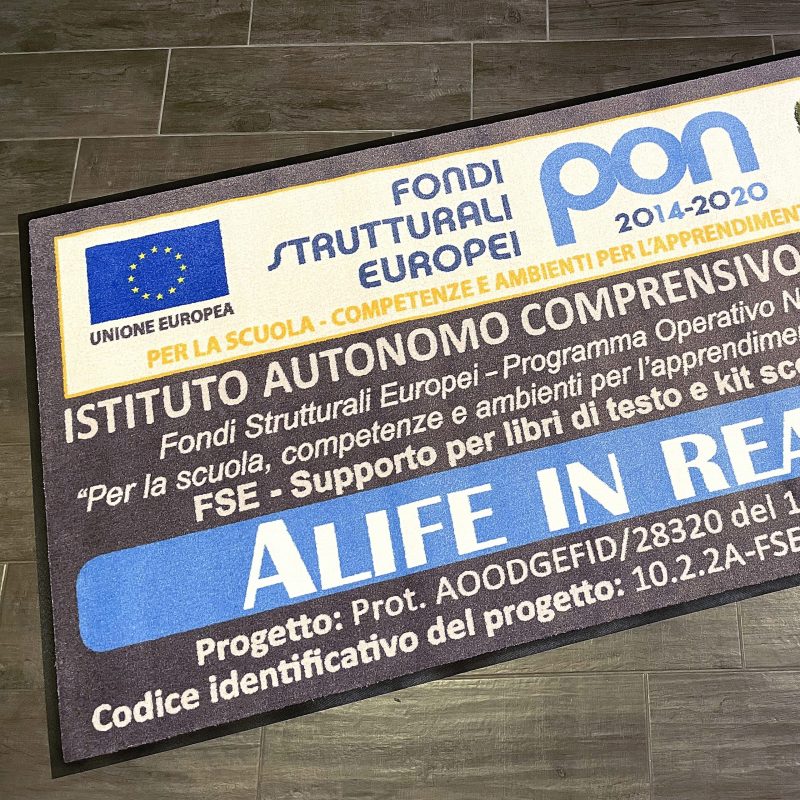 FONDI
STRUTTURALI
EUROPEI
pon
2014-2020
UNIONE EUROPEA
PER LA SCUOLA - COMPETENZE E AMBIENTI PER L'APPRENDIMENT
ISTITUTO AUTONOMO COMPRENSIVO
Fondi Strutturali Europei – Programma Operativo N
"Per la scuola, competenze e ambienti per l'apprendime
FSE - Supporto per libri di testo e kit sco
ALIFE IN REA
Progetto: Prot. AOODGEFID/28320 del 1
Codice identificativo del progetto: 10.2.2A-FSE